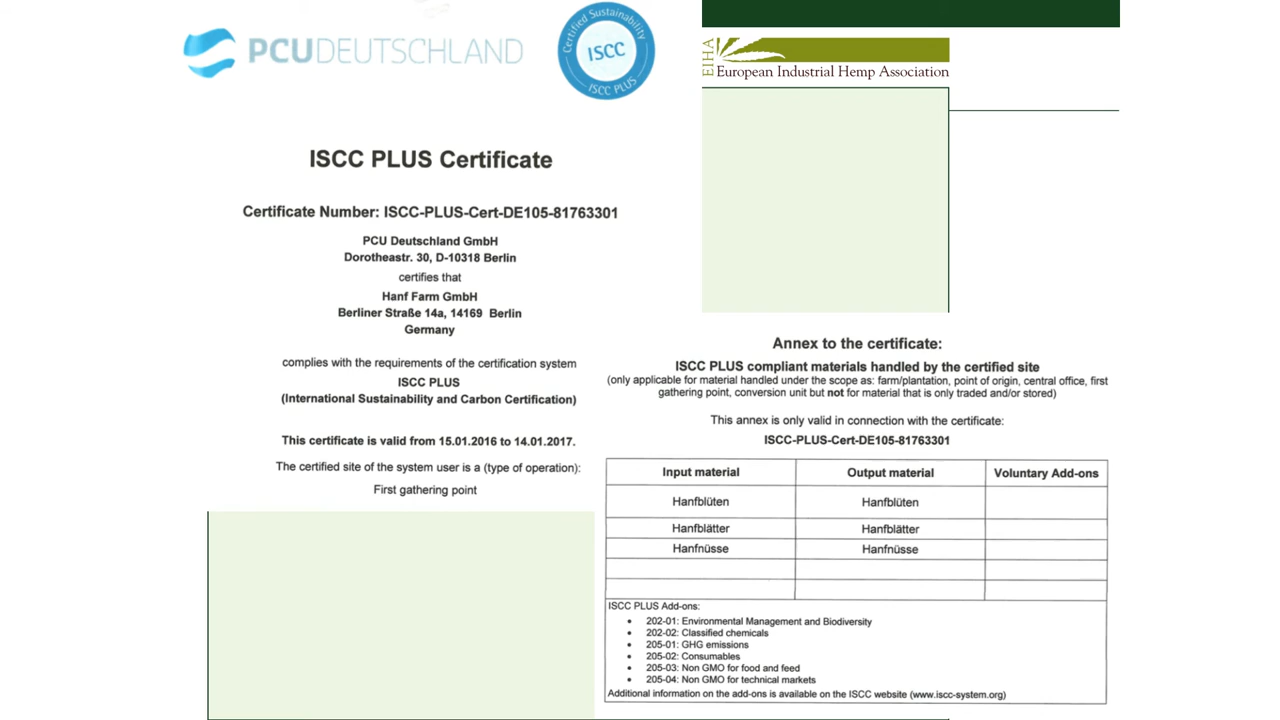 PCUDEUTSCHLAND
Certified Sustainability
ISCC
ISCC PLUS
EIHA
European Industrial Hemp Association
ISCC PLUS Certificate
Certificate Number: ISCC-PLUS-Cert-DE105-81763301
PCU Deutschland GmbH
Dorotheastr. 30, D-10318 Berlin
certifies that
Hanf Farm GmbH
Berliner Straße 14a, 14169 Berlin
Germany
complies with the requirements of the certification system
ISCC PLUS
(International Sustainability and Carbon Certification)
This certificate is valid from 15.01.2016 to 14.01.2017.
The certified site of the system user is a (type of operation):
First gathering point
Annex to the certificate:
ISCC PLUS compliant materials handled by the certified site
(only applicable for material handled under the scope as: farm/plantation, point of origin, central office, first
gathering point, conversion unit but not for material that is only traded and/or stored)
This annex is only valid in connection with the certificate:
ISCC-PLUS-Cert-DE105-81763301
Input material Output material Voluntary Add-ons
Hanfblüten Hanfblüten
Hanfblätter Hanfblätter
Hanfnüsse Hanfnüsse
ISCC PLUS Add-ons:
• 202-01: Environmental Management and Biodiversity
• 202-02: Classified chemicals
• 205-01: GHG emissions
• 205-02: Consumables
• 205-03: Non GMO for food and feed
• 205-04: Non GMO for technical markets
Additional information on the add-ons is available on the ISCC website (www.iscc-system.org)